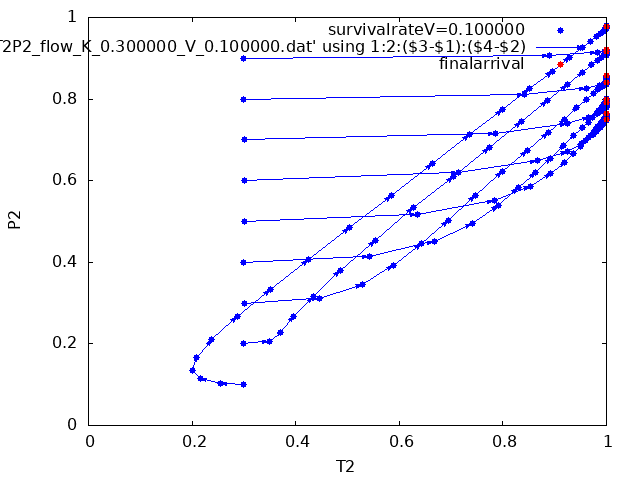 survivalrateV=0.100000
T2P2_flow_K_0.300000_V_0.100000.dat' using 1:2:($3-$1):($4-$2)
finalarrival
1
0.8
0.6
0.4
0.2
0
P2
0
0.2
0.4
0.6
0.8
1
T2